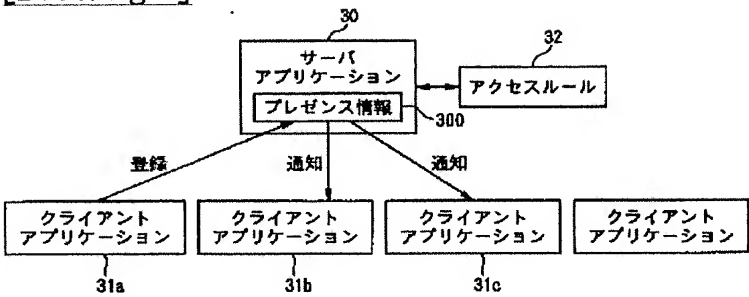 30
サーバ
アプリケーション
プレゼンス情報
300
32
アクセスルール
登録
通知
通知
クライアント
アプリケーション
クライアント
アプリケーション
クライアント
アプリケーション
クライアント
アプリケーション
31a
31b
31c